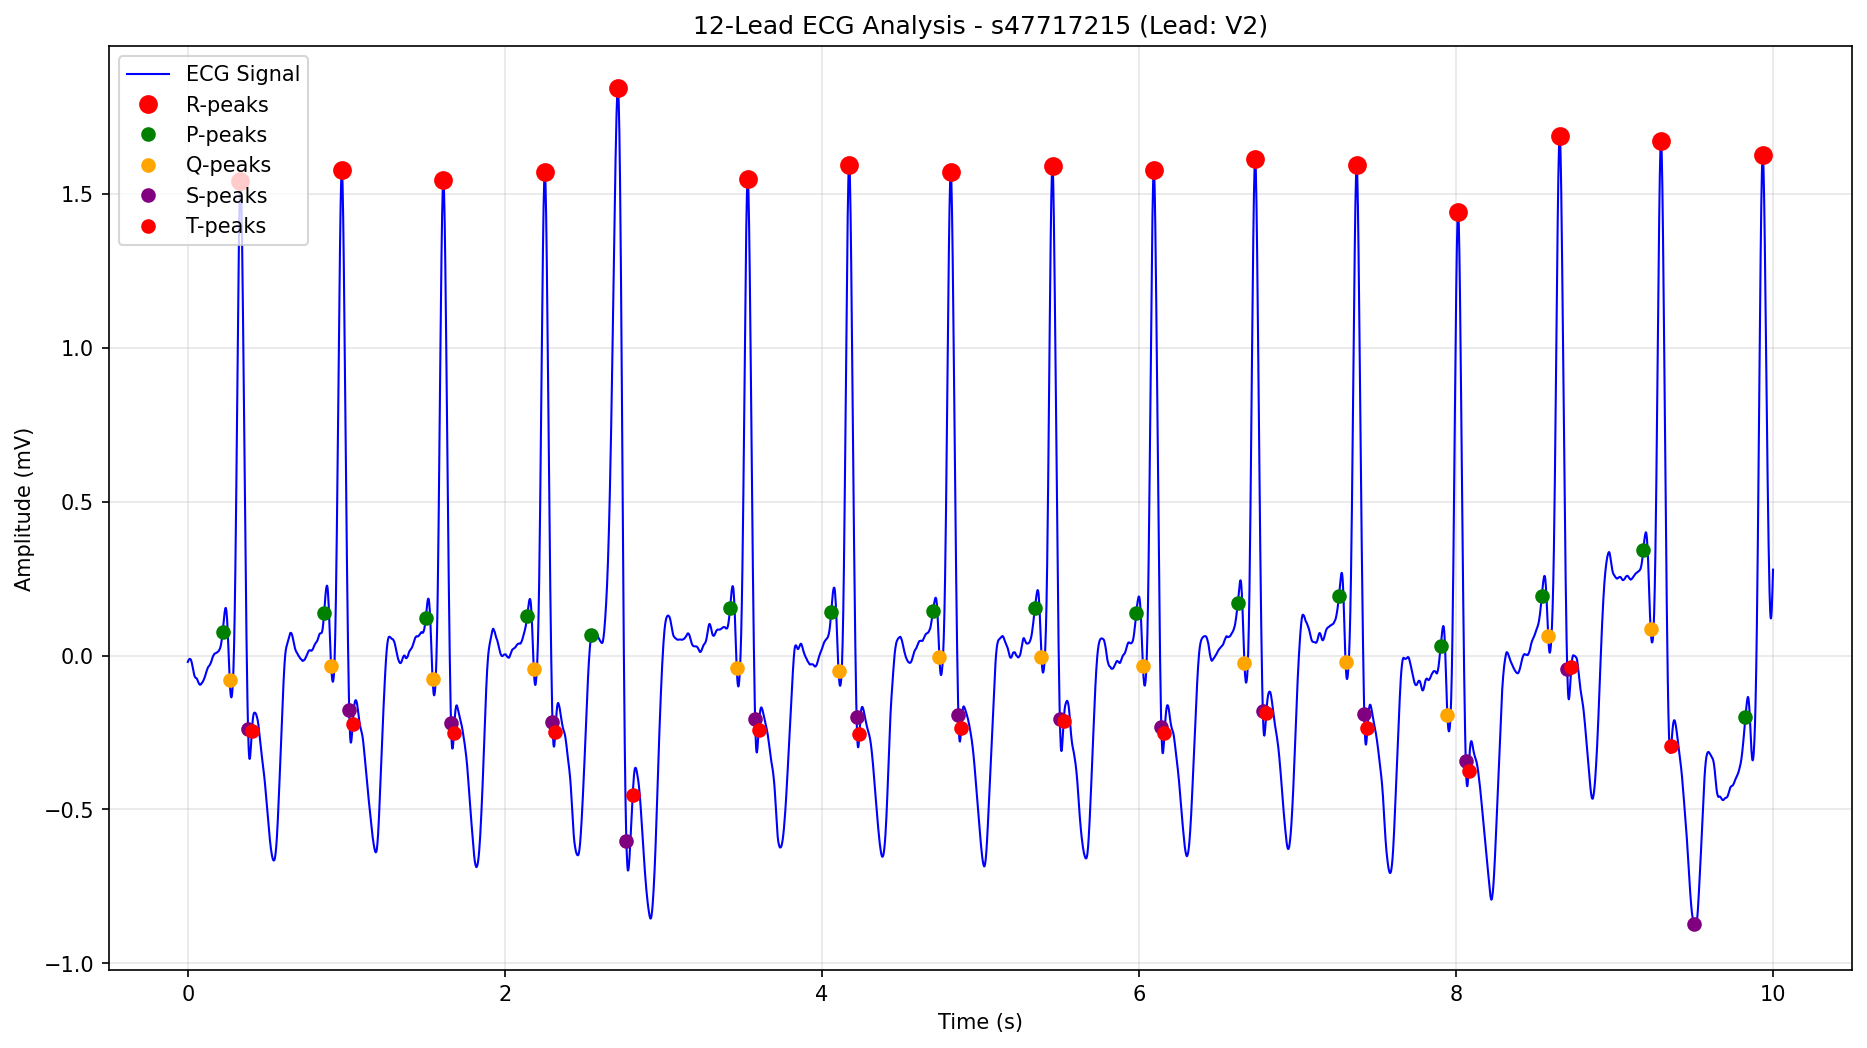 12-Lead ECG Analysis - s47717215 (Lead: V2)
ECG Signal
R-peaks
P-peaks
Q-peaks
S-peaks
T-peaks
Amplitude (mV)
1.5
1.0
0.5
0.0
−0.5
−1.0
0 2 4 6 8 10
Time (s)